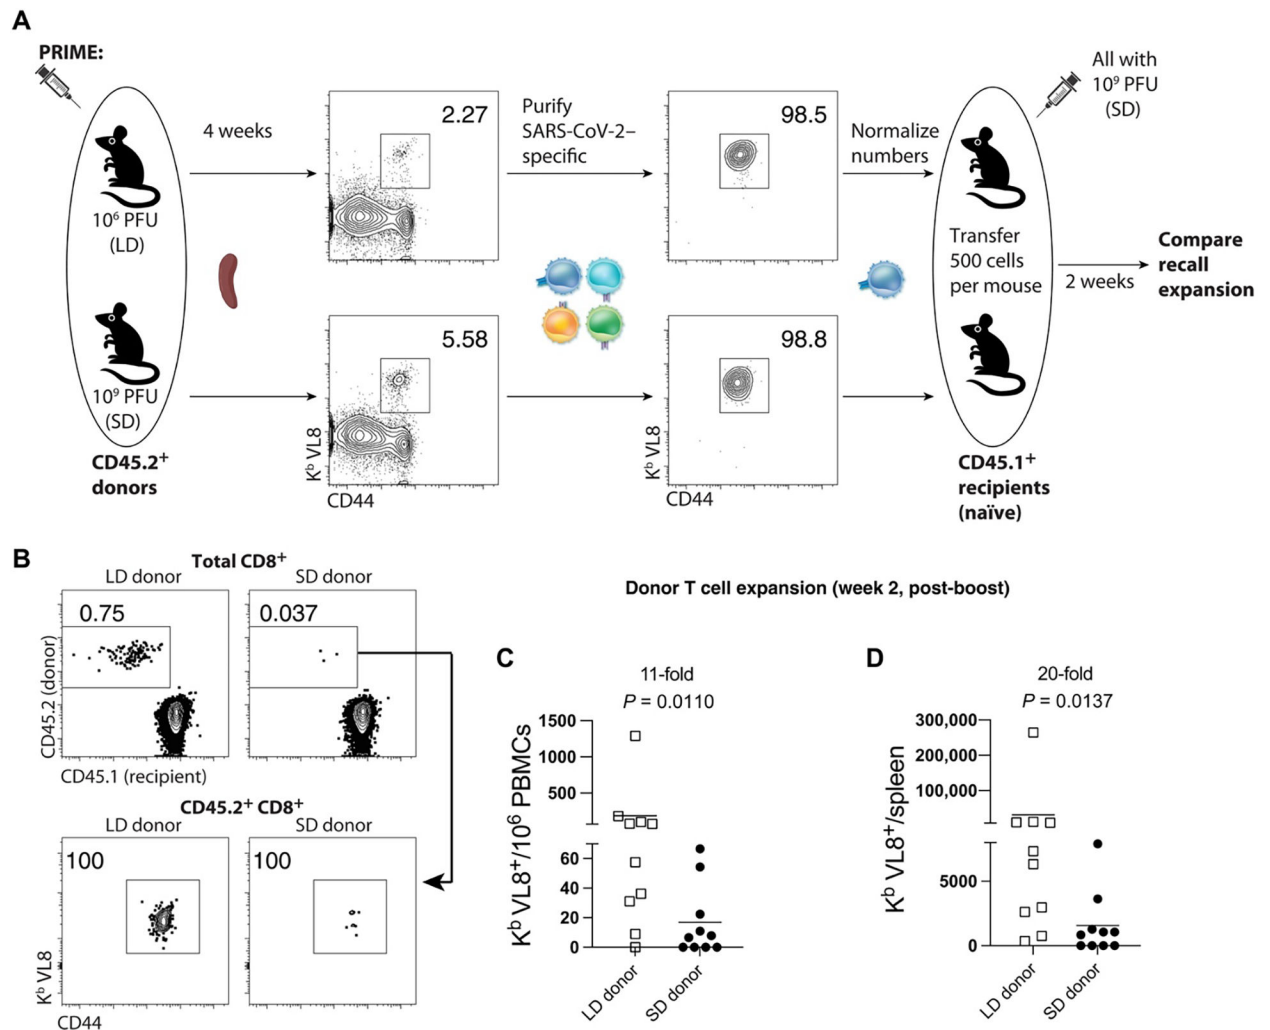 A
PRIME:
10⁶ PFU
(LD)
10⁹ PFU
(SD)
CD45.2⁺
donors
4 weeks
2.27
5.58
Kᵇ VL8
CD44
Purify
SARS-CoV-2–
specific
98.5
98.8
Kᵇ VL8
CD44
Normalize
numbers
All with
10⁹ PFU
(SD)
Transfer
500 cells
per mouse
CD45.1⁺
recipients
(naïve)
2 weeks
Compare
recall
expansion
B
Total CD8⁺
LD donor
SD donor
0.75
0.037
CD45.2 (donor)
CD45.1 (recipient)
CD45.2⁺ CD8⁺
LD donor
SD donor
100
100
Kᵇ VL8
CD44
Donor T cell expansion (week 2, post-boost)
C
11-fold
P = 0.0110
Kᵇ VL8⁺/10⁶ PBMCs
1500
1000
500
60
40
20
0
LD donor
SD donor
D
20-fold
P = 0.0137
Kᵇ VL8⁺/spleen
300,000
200,000
100,000
5000
0
LD donor
SD donor